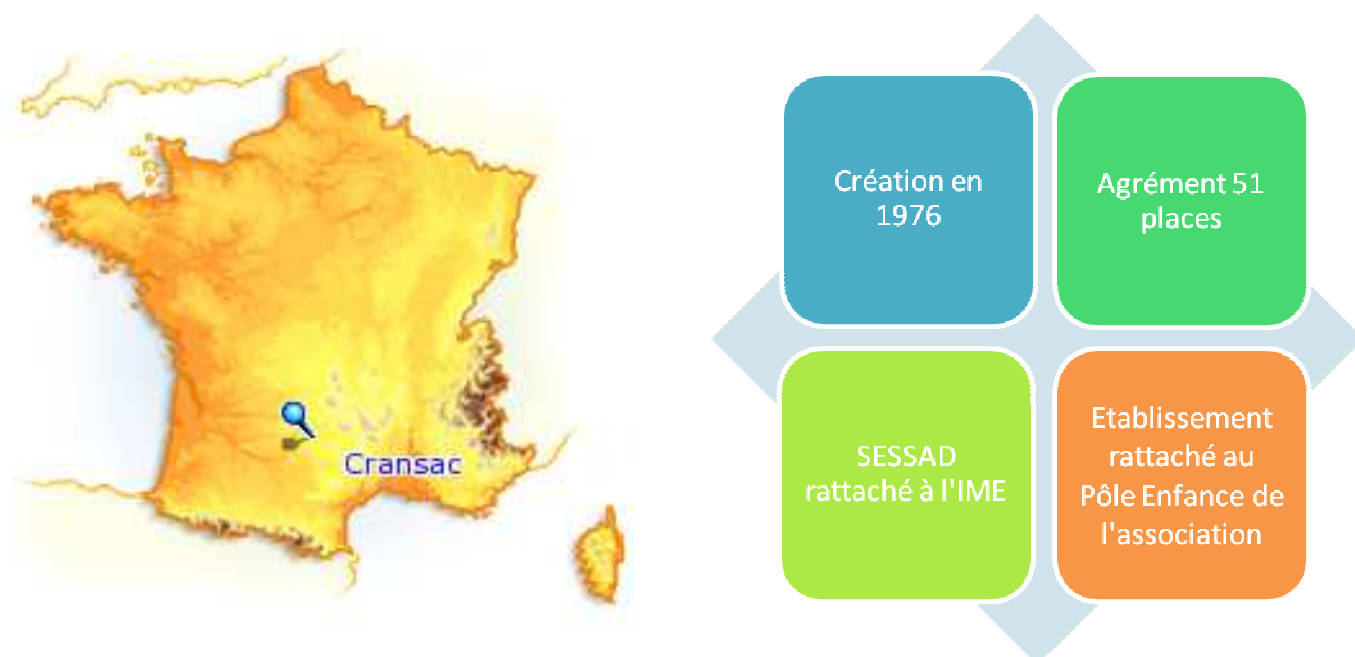 Cransac
Création en
1976
Agrément 51
places
SESSAD
rattaché à l'IME
Etablissement
rattaché au
Pôle Enfance de
l'association